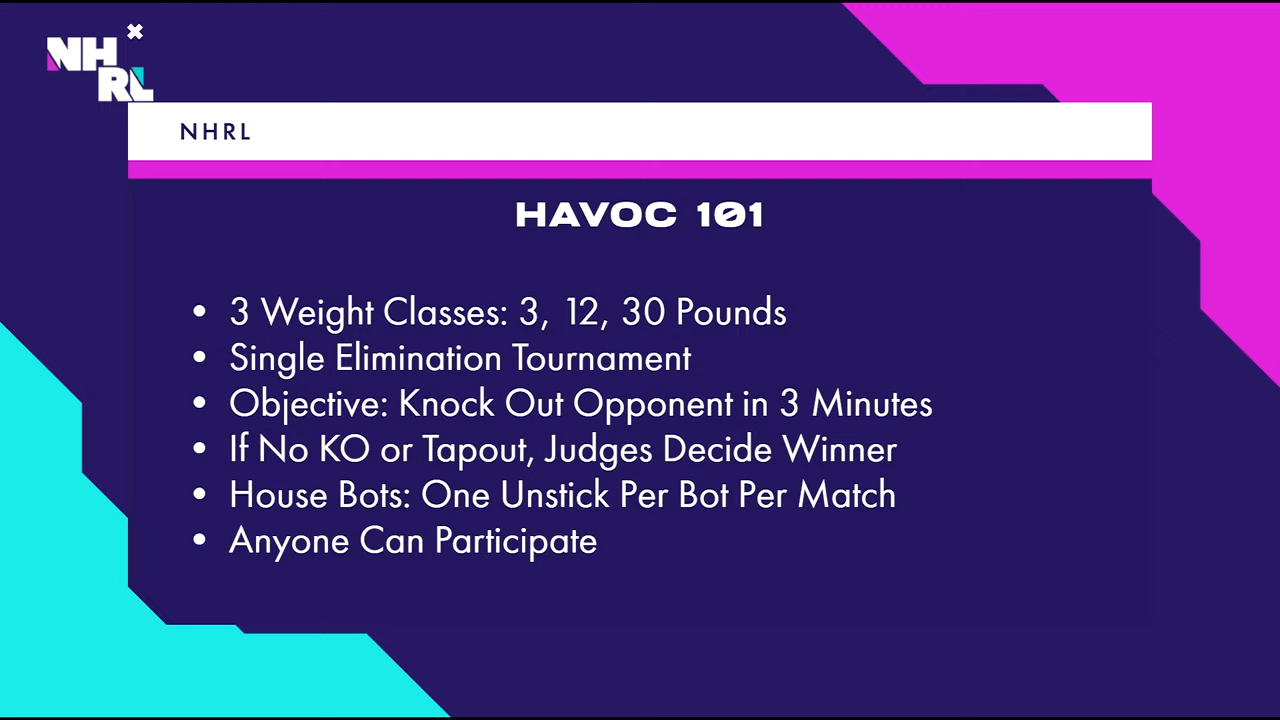 NH
RL
NHRL
HAVOC 101
• 3 Weight Classes: 3, 12, 30 Pounds
• Single Elimination Tournament
• Objective: Knock Out Opponent in 3 Minutes
• If No KO or Tapout, Judges Decide Winner
• House Bots: One Unstick Per Bot Per Match
• Anyone Can Participate